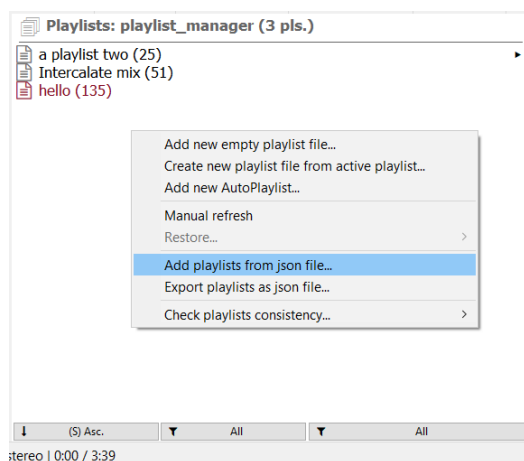 Playlists: playlist_manager (3 pls.)
a playlist two (25)
Intercalate mix (51)
hello (135)
Add new empty playlist file...
Create new playlist file from active playlist...
Add new AutoPlaylist...
Manual refresh
Restore...
Add playlists from json file...
Export playlists as json file...
Check playlists consistency...
(S) Asc.
All
All
stereo | 0:00 / 3:39